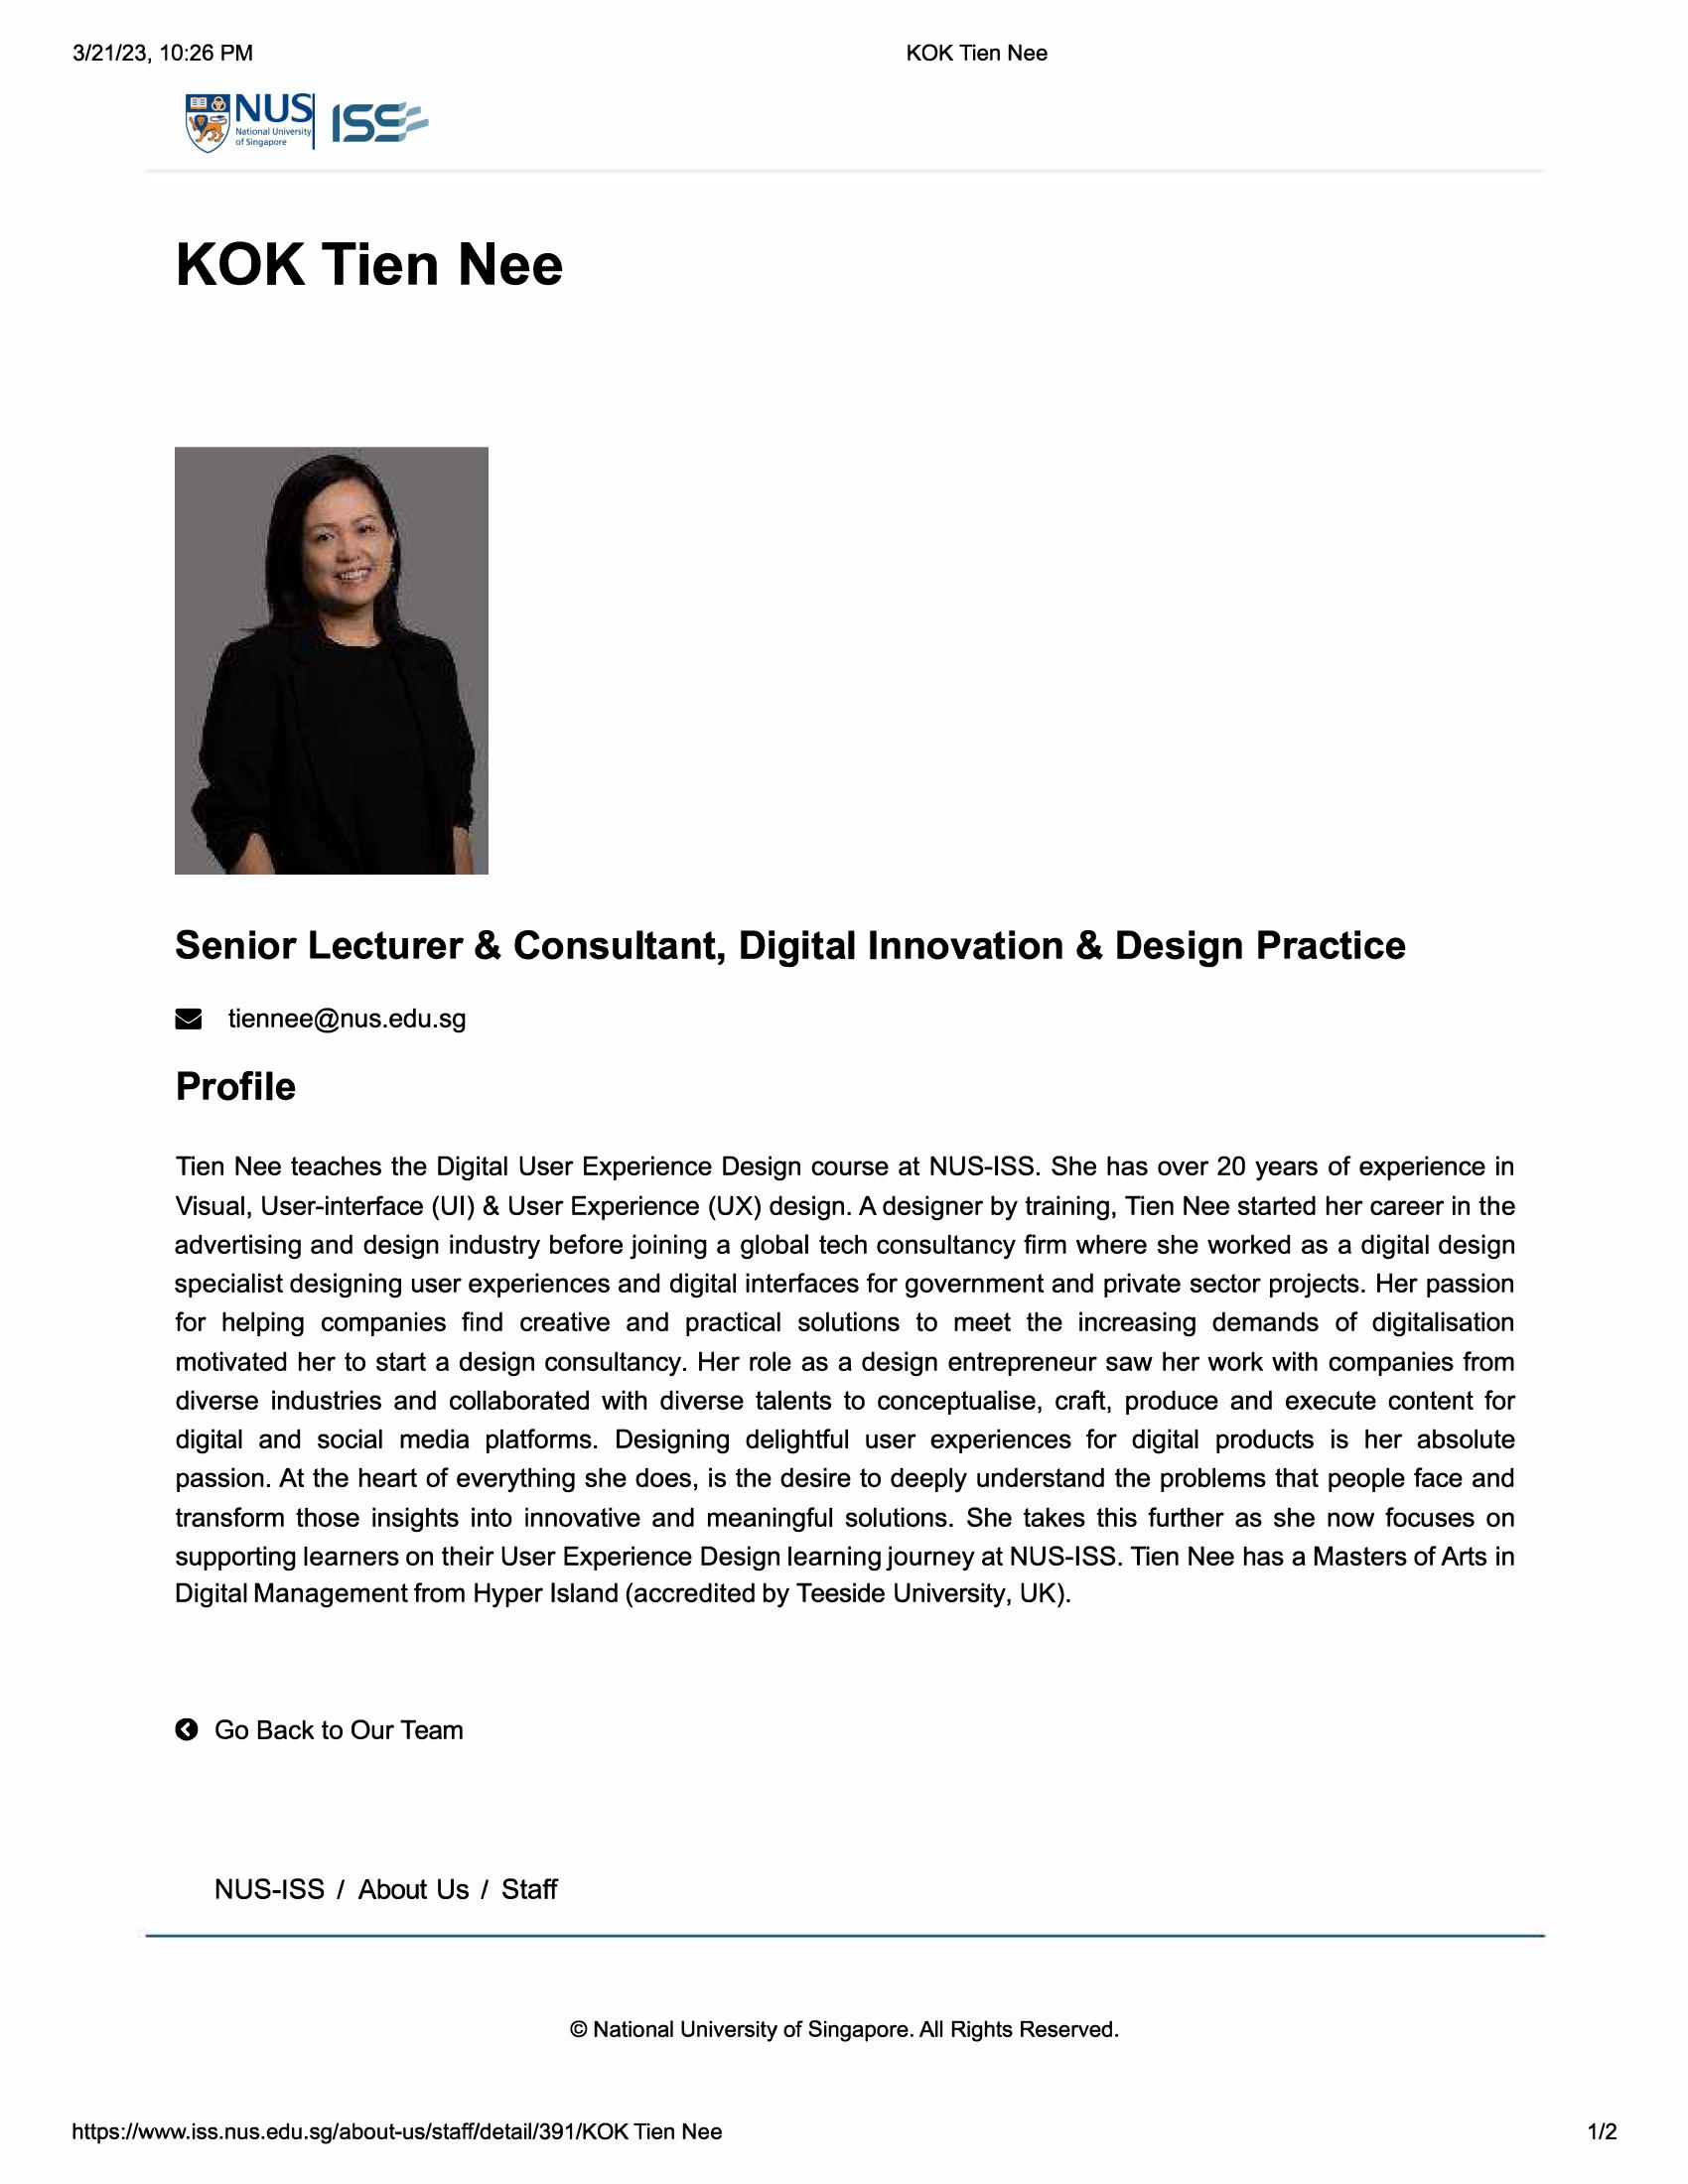 3/21/23, 10:26 PM
KOK Tien Nee
NUS
National University
of Singapore
ISS
KOK Tien Nee
Senior Lecturer & Consultant, Digital Innovation & Design Practice
tiennee@nus.edu.sg
Profile
Tien Nee teaches the Digital User Experience Design course at NUS-ISS. She has over 20 years of experience in
Visual, User-interface (UI) & User Experience (UX) design. A designer by training, Tien Nee started her career in the
advertising and design industry before joining a global tech consultancy firm where she worked as a digital design
specialist designing user experiences and digital interfaces for government and private sector projects. Her passion
for helping companies find creative and practical solutions to meet the increasing demands of digitalisation
motivated her to start a design consultancy. Her role as a design entrepreneur saw her work with companies from
diverse industries and collaborated with diverse talents to conceptualise, craft, produce and execute content for
digital and social media platforms. Designing delightful user experiences for digital products is her absolute
passion. At the heart of everything she does, is the desire to deeply understand the problems that people face and
transform those insights into innovative and meaningful solutions. She takes this further as she now focuses on
supporting learners on their User Experience Design learning journey at NUS-ISS. Tien Nee has a Masters of Arts in
Digital Management from Hyper Island (accredited by Teeside University, UK).
Go Back to Our Team
NUS-ISS / About Us / Staff
© National University of Singapore. All Rights Reserved.
https://www.iss.nus.edu.sg/about-us/staff/detail/391/KOK Tien Nee
1/2